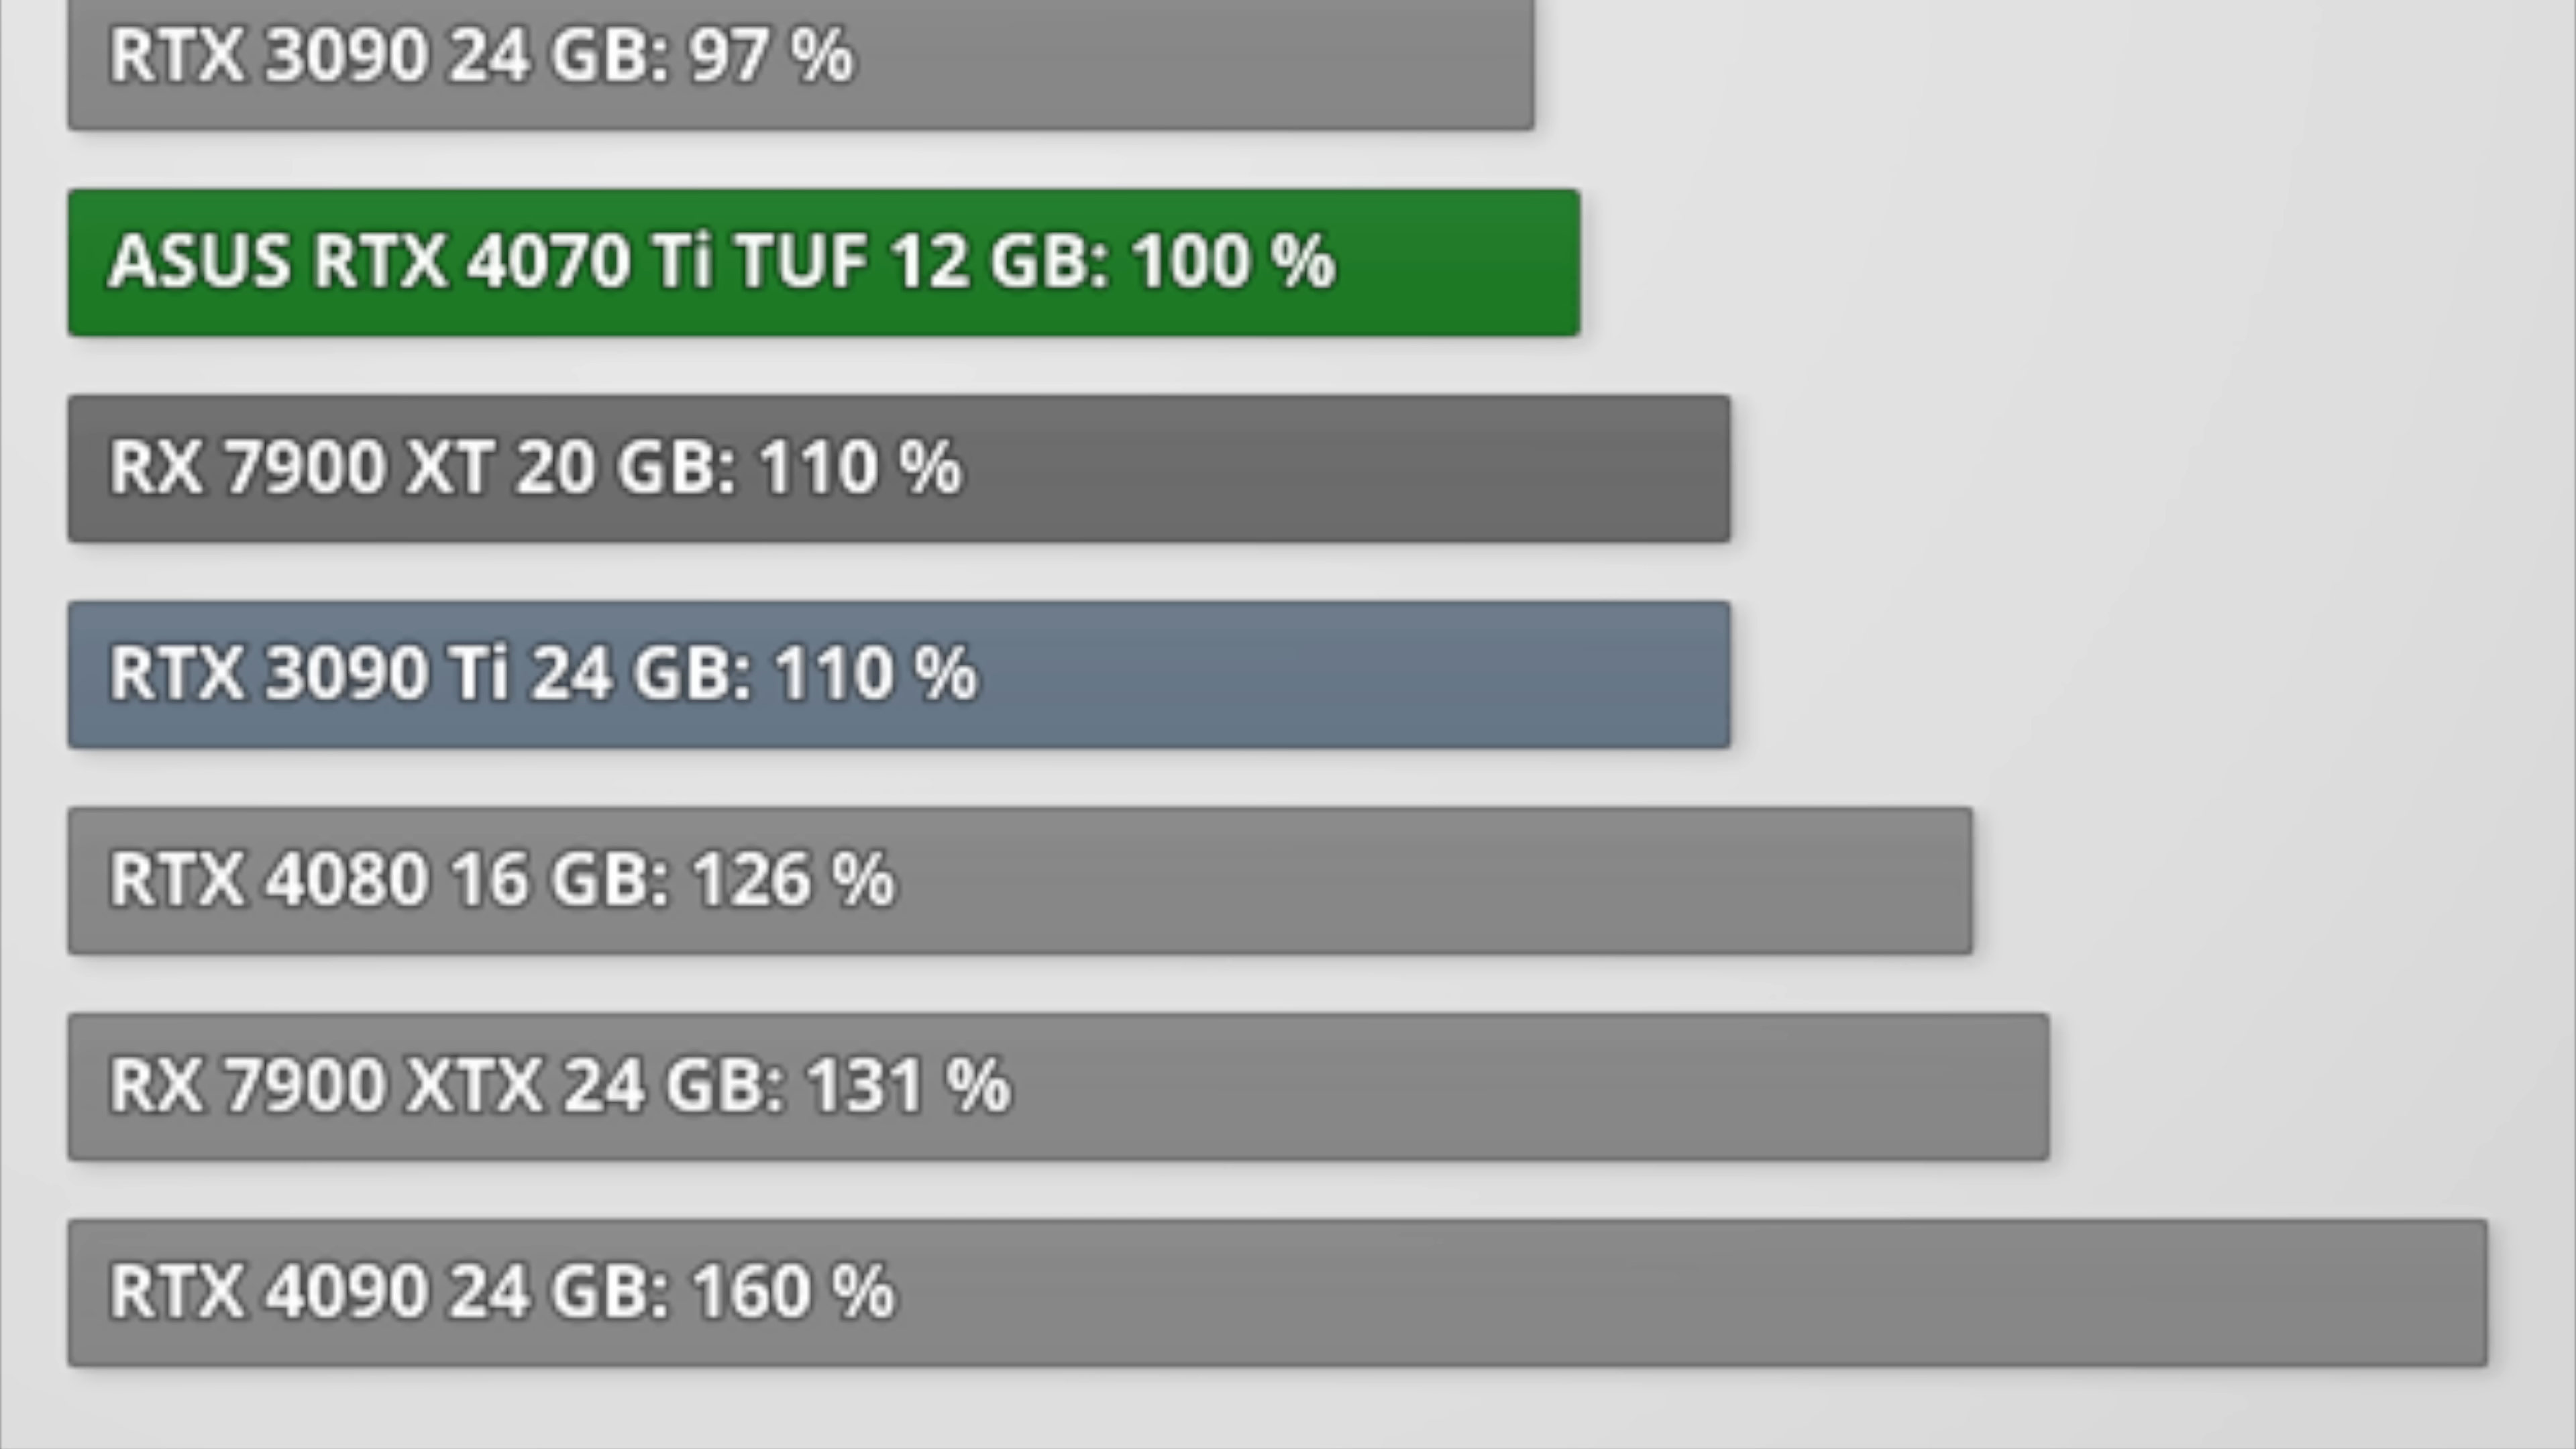 RTX 3090 24 GB: 97 %
ASUS RTX 4070 Ti TUF 12 GB: 100 %
RX 7900 XT 20 GB: 110 %
RTX 3090 Ti 24 GB: 110 %
RTX 4080 16 GB: 126 %
RX 7900 XTX 24 GB: 131 %
RTX 4090 24 GB: 160 %